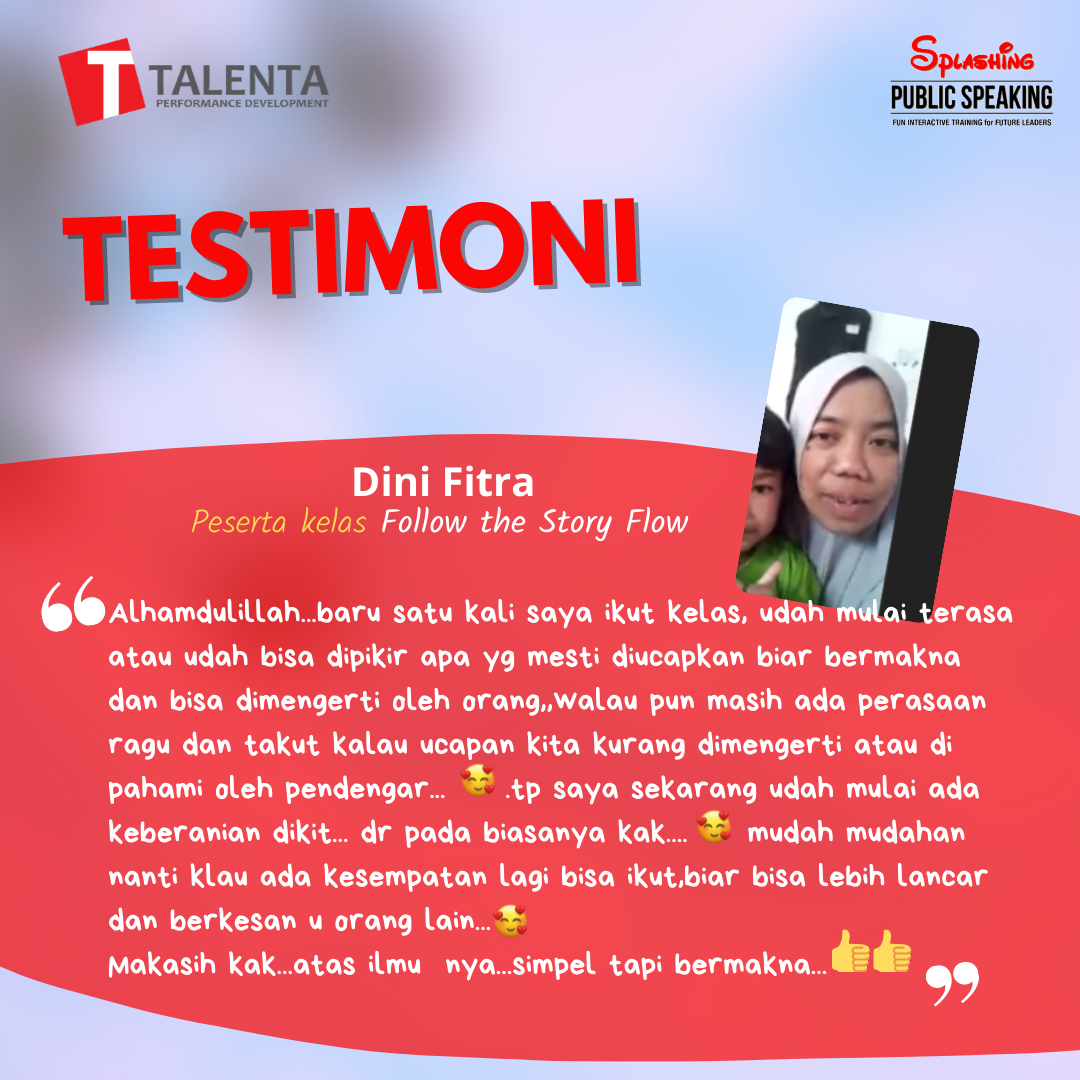 TALENTA
PERFORMANCE DEVELOPMENT
SPLASHING
PUBLIC SPEAKING
FUN INTERACTIVE TRAINING for FUTURE LEADERS
TESTIMONI
Dini Fitra
Peserta kelas Follow the Story Flow
“Alhamdulillah...baru satu kali saya ikut kelas, udah mulai terasa
atau udah bisa dipikir apa yg mesti diucapkan biar bermakna
dan bisa dimengerti oleh orang,,walau pun masih ada perasaan
ragu dan takut kalau ucapan kita kurang dimengerti atau di
pahami oleh pendengar... 🥰 .tp saya sekarang udah mulai ada
keberanian dikit... dr pada biasanya kak.... 🥰 mudah mudahan
nanti klau ada kesempatan lagi bisa ikut,biar bisa lebih lancar
dan berkesan u orang lain...🥰
Makasih kak...atas ilmu nya...simpel tapi bermakna...👍👍”